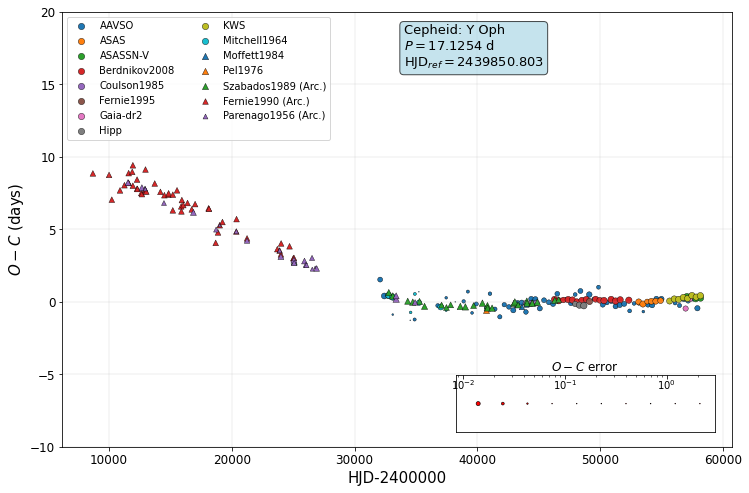 AAVSO
ASAS
ASASSN-V
Berdnikov2008
Coulson1985
Fernie1995
Gaia-dr2
Hipp
KWS
Mitchell1964
Moffett1984
Pel1976
Szabados1989 (Arc.)
Fernie1990 (Arc.)
Parenago1956 (Arc.)
Cepheid: Y Oph
P = 17.1254 d
HJD_ref = 2439850.803
20
15
10
5
0
−5
−10
O − C (days)
O − C error
10^−2 10^−1 10^0
10000 20000 30000 40000 50000 60000
HJD-2400000